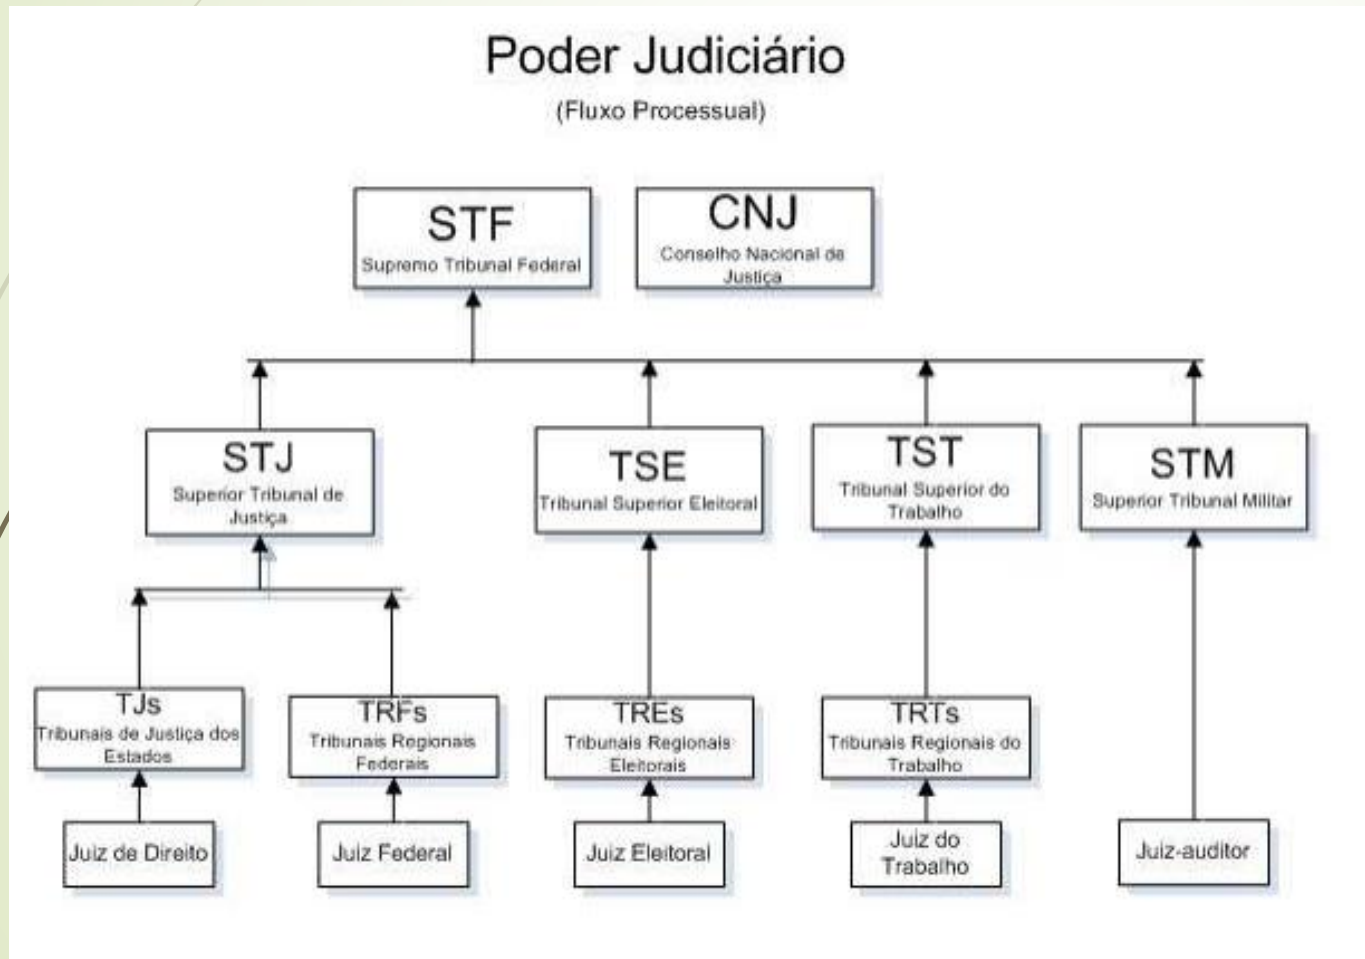 Poder Judiciário
(Fluxo Processual)
STF
Supremo Tribunal Federal
CNJ
Conselho Nacional de
Justiça
STJ
Superior Tribunal de
Justiça
TSE
Tribunal Superior Eleitoral
TST
Tribunal Superior do
Trabalho
STM
Superior Tribunal Militar
TJs
Tribunais de Justiça dos
Estados
TRFs
Tribunais Regionais
Federais
TREs
Tribunais Regionais
Eleitorais
TRTs
Tribunais Regionais do
Trabalho
Juiz de Direito
Juiz Federal
Juiz Eleitoral
Juiz do
Trabalho
Juiz-auditor